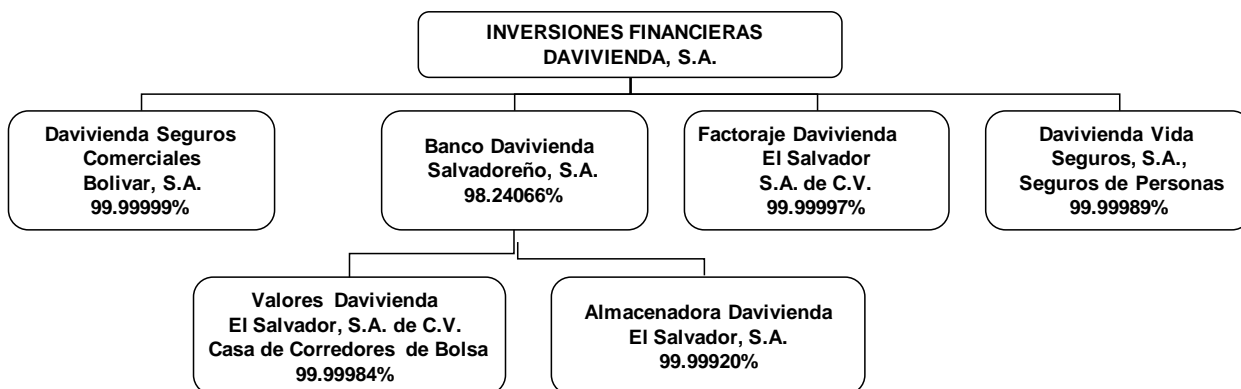 INVERSIONES FINANCIERAS
DAVIVIENDA, S.A.
Davivienda Seguros
Comerciales
Bolivar, S.A.
99.99999%
Banco Davivienda
Salvadoreño, S.A.
98.24066%
Factoraje Davivienda
El Salvador
S.A. de C.V.
99.99997%
Davivienda Vida
Seguros, S.A.,
Seguros de Personas
99.99989%
Valores Davivienda
El Salvador, S.A. de C.V.
Casa de Corredores de Bolsa
99.99984%
Almacenadora Davivienda
El Salvador, S.A.
99.99920%